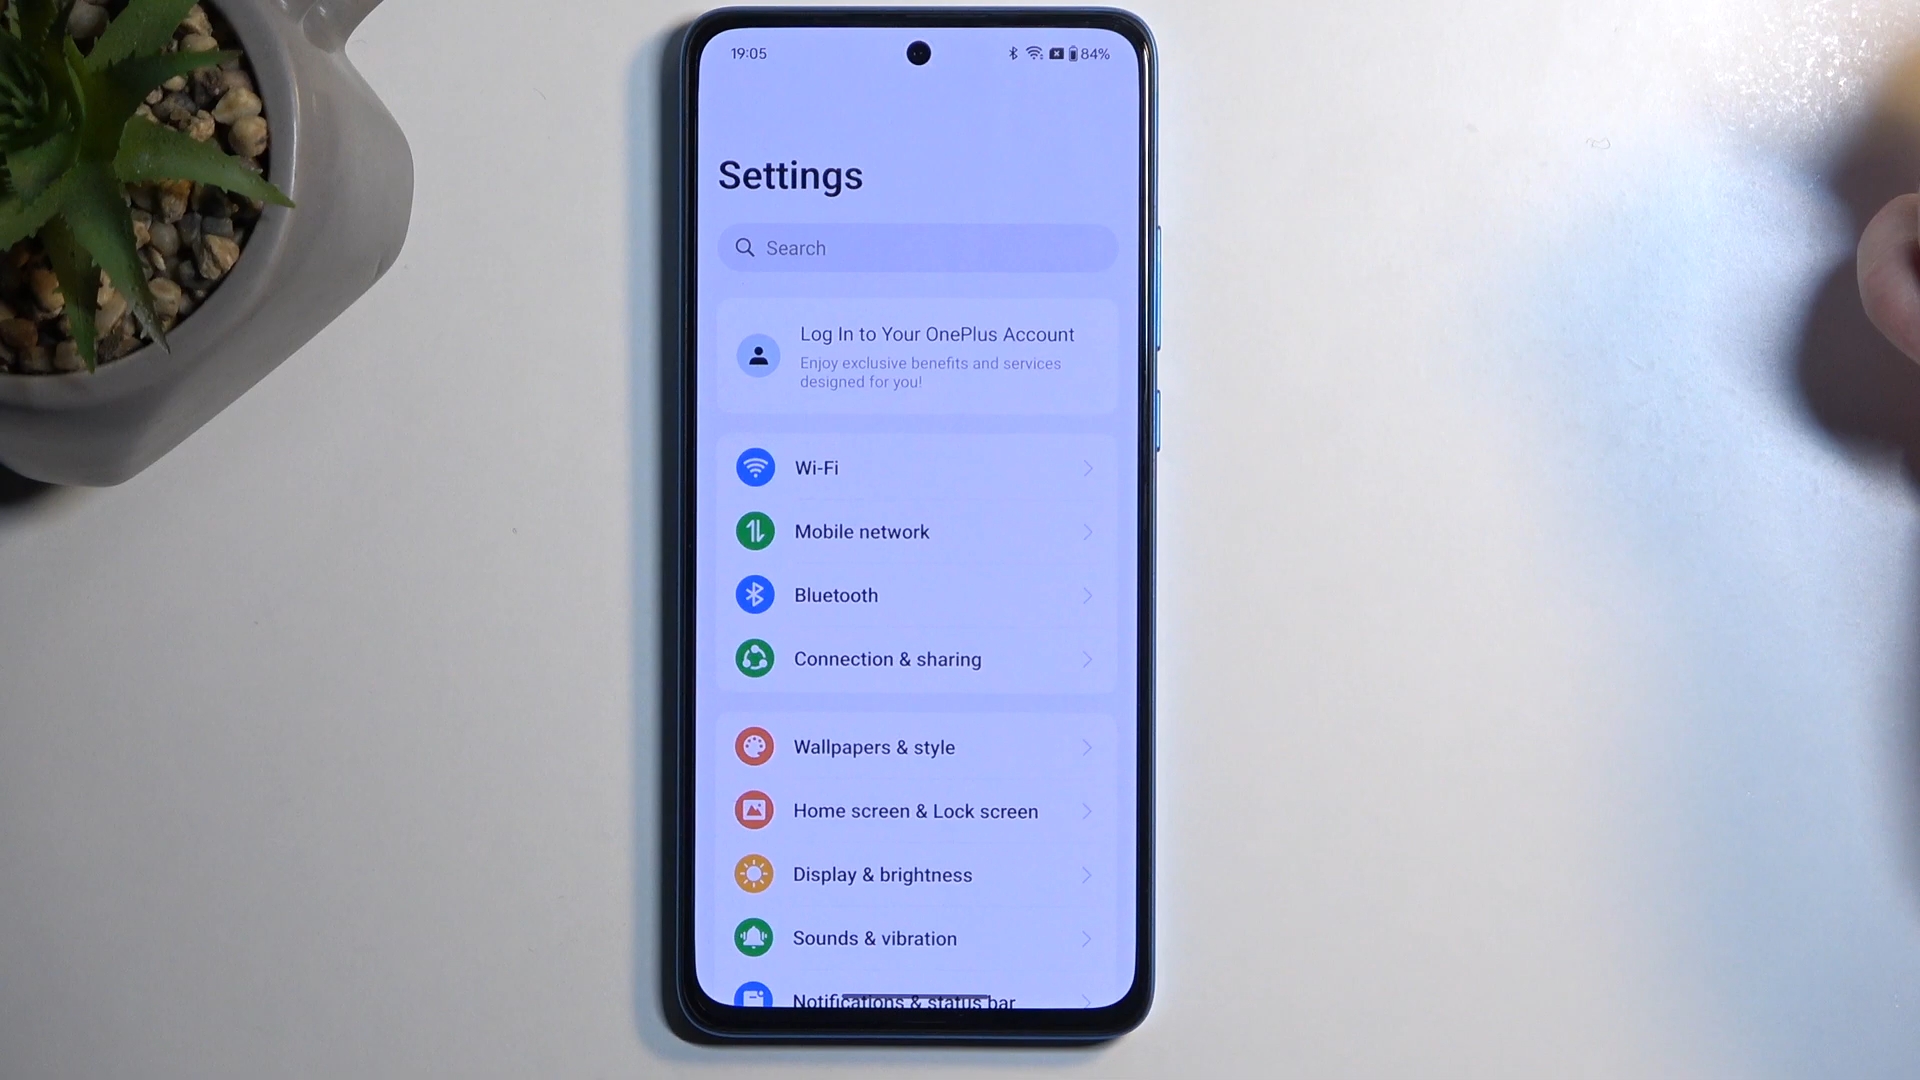 19:05
84%
Settings
Search
Log In to Your OnePlus Account
Enjoy exclusive benefits and services
designed for you!
Wi-Fi
Mobile network
Bluetooth
Connection & sharing
Wallpapers & style
Home screen & Lock screen
Display & brightness
Sounds & vibration
Notifications & status bar